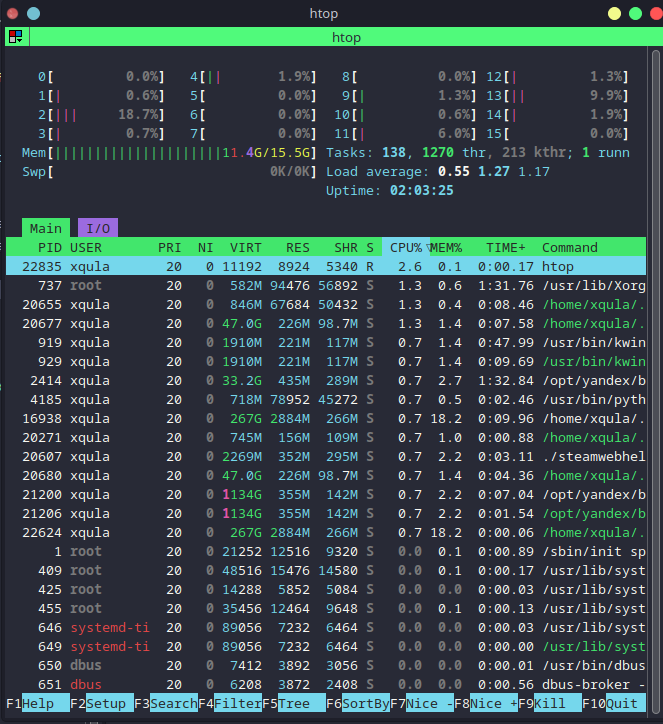 htop
htop
0[ 0.0%] 4[|| 1.9%] 8[ 0.0%] 12[| 1.3%]
1[| 0.6%] 5[ 0.0%] 9[| 1.3%] 13[|| 9.9%]
2[||| 18.7%] 6[ 0.0%] 10[| 0.6%] 14[| 1.9%]
3[| 0.7%] 7[ 0.0%] 11[| 6.0%] 15[ 0.0%]
Mem[|||||||||||||||||||||11.4G/15.5G] Tasks: 138, 1270 thr, 213 kthr; 1 runn
Swp[ 0K/0K] Load average: 0.55 1.27 1.17
Uptime: 02:03:25
Main I/O
PID USER PRI NI VIRT RES SHR S CPU%▽MEM% TIME+ Command
22835 xqula 20 0 11192 8924 5340 R 2.6 0.1 0:00.17 htop
737 root 20 0 582M 94476 56892 S 1.3 0.6 1:31.76 /usr/lib/Xorg
20655 xqula 20 0 846M 67684 50432 S 1.3 0.4 0:08.46 /home/xqula/.
20677 xqula 20 0 47.0G 226M 98.7M S 1.3 1.4 0:07.58 /home/xqula/.
919 xqula 20 0 1910M 221M 117M S 0.7 1.4 0:47.99 /usr/bin/kwin
929 xqula 20 0 1910M 221M 117M S 0.7 1.4 0:09.69 /usr/bin/kwin
2414 xqula 20 0 33.2G 435M 289M S 0.7 2.7 1:32.84 /opt/yandex/b
4185 xqula 20 0 718M 78952 45272 S 0.7 0.5 0:02.46 /usr/bin/pyth
16938 xqula 20 0 267G 2884M 266M S 0.7 18.2 0:09.96 /home/xqula/.
20271 xqula 20 0 745M 156M 109M S 0.7 1.0 0:00.88 /home/xqula/.
20607 xqula 20 0 2269M 352M 295M S 0.7 2.2 0:03.11 ./steamwebhel
20680 xqula 20 0 47.0G 226M 98.7M S 0.7 1.4 0:04.36 /home/xqula/.
21200 xqula 20 0 1134G 355M 142M S 0.7 2.2 0:07.04 /opt/yandex/b
21206 xqula 20 0 1134G 355M 142M S 0.7 2.2 0:01.54 /opt/yandex/b
22624 xqula 20 0 267G 2884M 266M S 0.7 18.2 0:00.06 /home/xqula/.
1 root 20 0 21252 12516 9320 S 0.0 0.1 0:00.89 /sbin/init sp
409 root 20 0 48516 15476 14580 S 0.0 0.1 0:00.17 /usr/lib/syst
425 root 20 0 14288 5852 5084 S 0.0 0.0 0:00.03 /usr/lib/syst
455 root 20 0 35456 12464 9648 S 0.0 0.1 0:00.13 /usr/lib/syst
646 systemd-ti 20 0 89056 7232 6464 S 0.0 0.0 0:00.03 /usr/lib/syst
649 systemd-ti 20 0 89056 7232 6464 S 0.0 0.0 0:00.00 /usr/lib/syst
650 dbus 20 0 7412 3892 3056 S 0.0 0.0 0:00.01 /usr/bin/dbus
651 dbus 20 0 6208 3872 2408 S 0.0 0.0 0:00.56 dbus-broker -
F1Help F2Setup F3SearchF4FilterF5Tree F6SortByF7Nice -F8Nice +F9Kill F10Quit